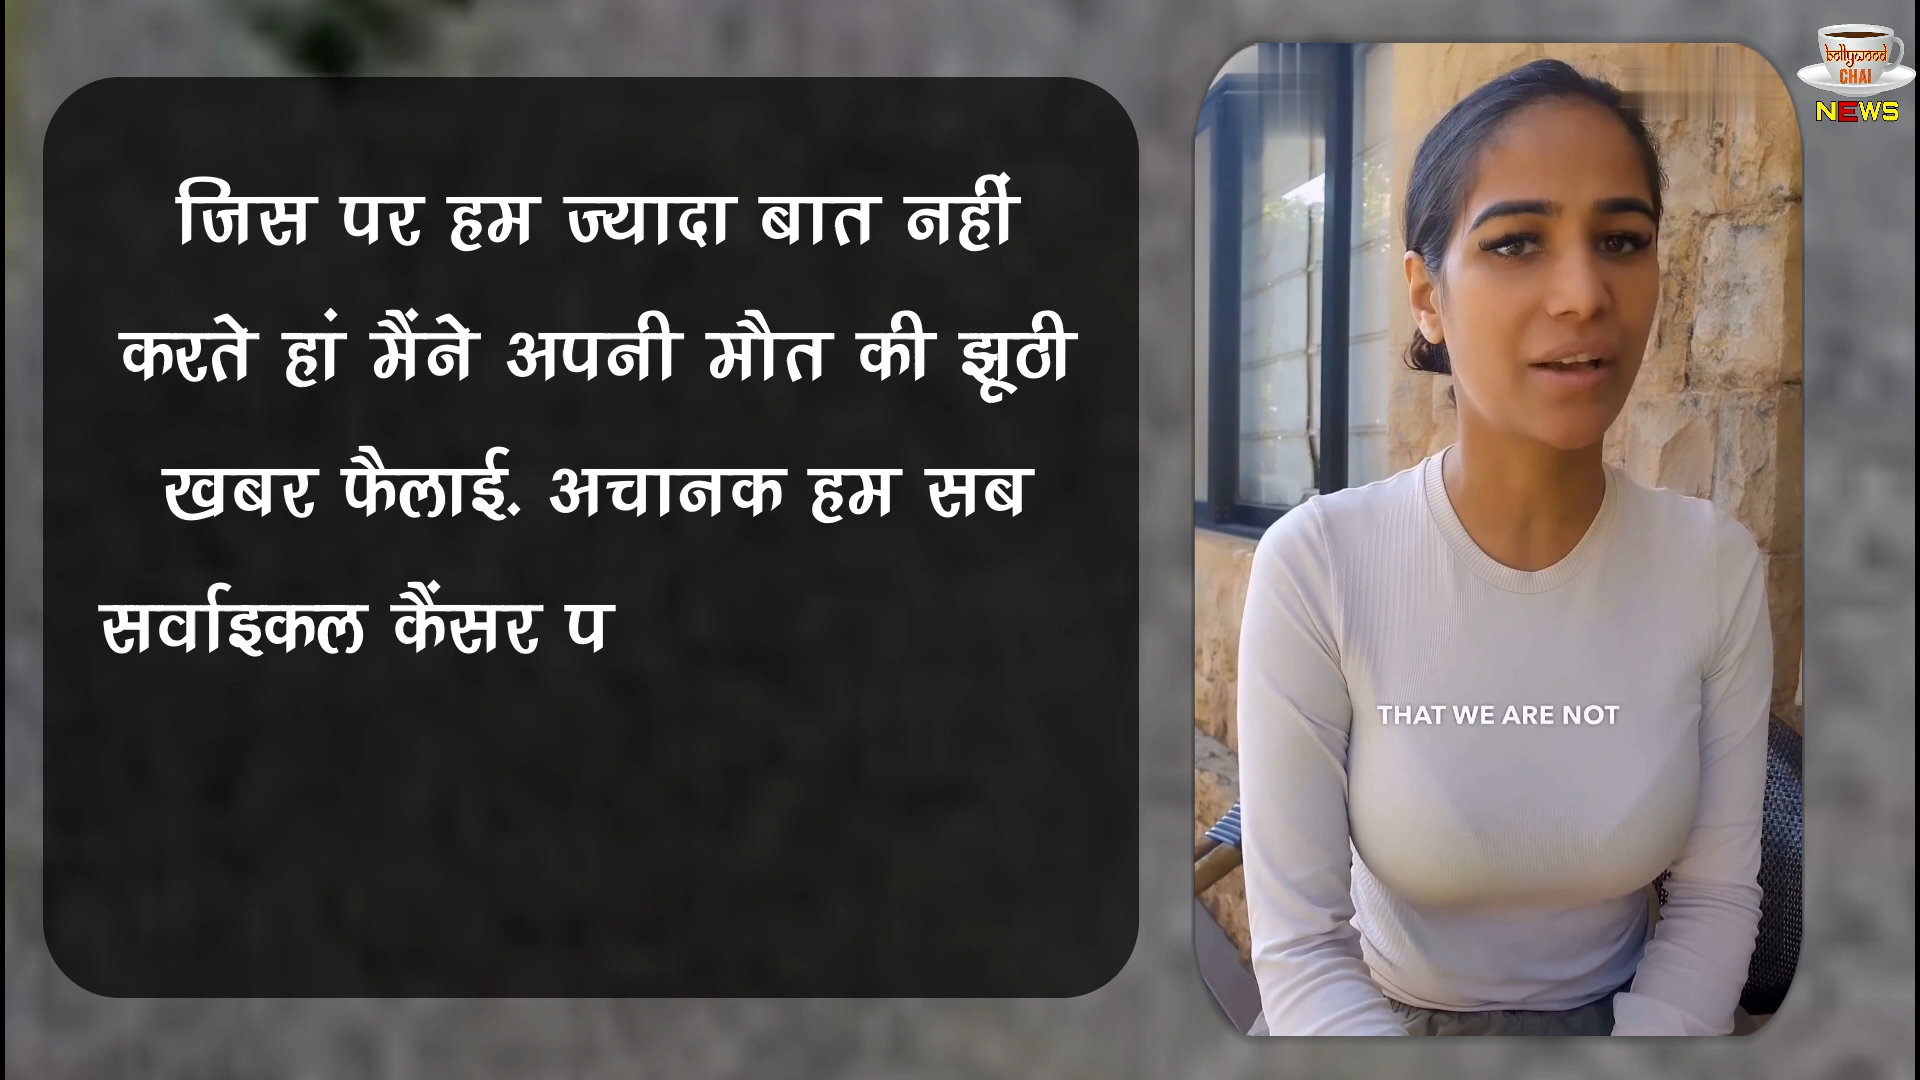 जिस पर हम ज्यादा बात नहीं
करते हां मैंने अपनी मौत की झूठी
खबर फैलाई. अचानक हम सब
सर्वाइकल कैंसर प
THAT WE ARE NOT
bollywood
CHAI
NEWS